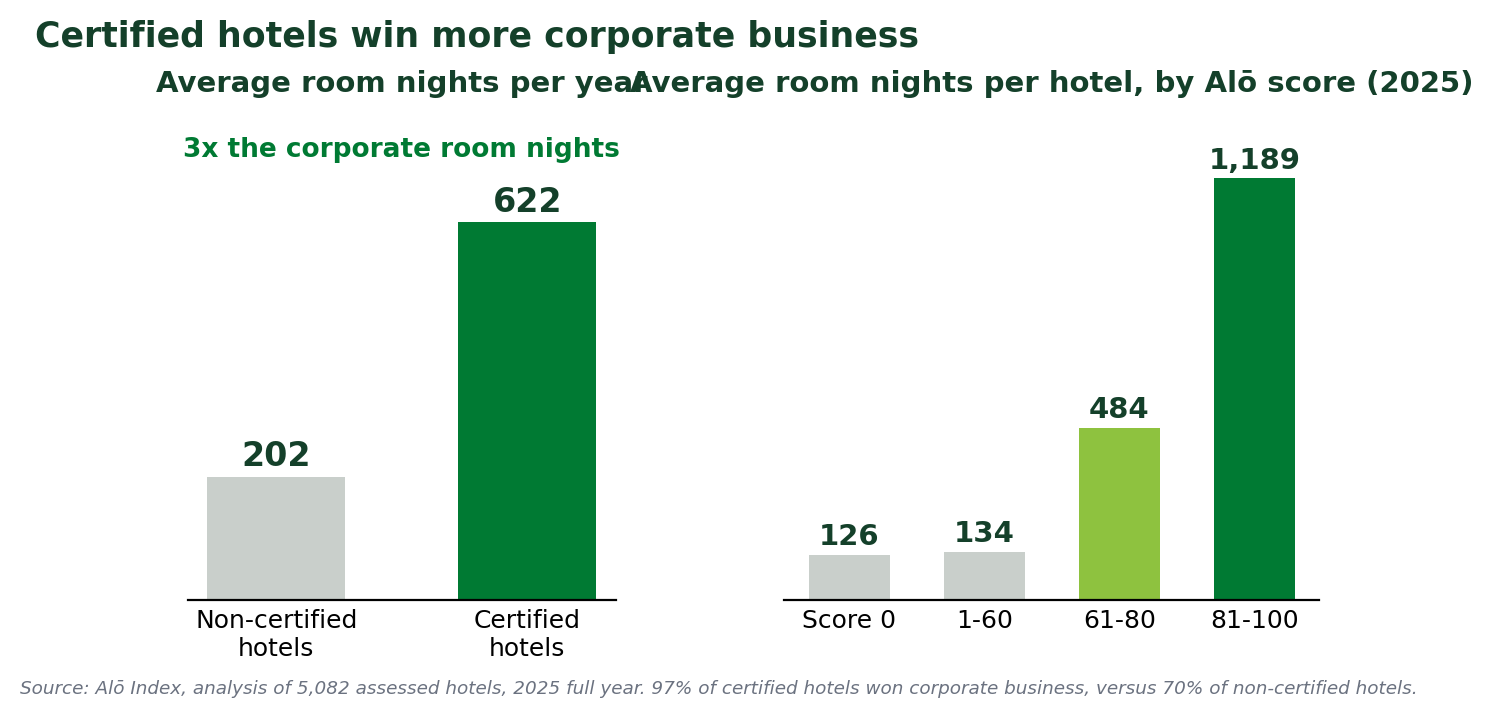 Certified hotels win more corporate business
Average room nights per year
3x the corporate room nights
202
622
Non-certified
hotels
Certified
hotels
Average room nights per hotel, by Alō score (2025)
126
134
484
1,189
Score 0
1-60
61-80
81-100
Source: Alō Index, analysis of 5,082 assessed hotels, 2025 full year. 97% of certified hotels won corporate business, versus 70% of non-certified hotels.